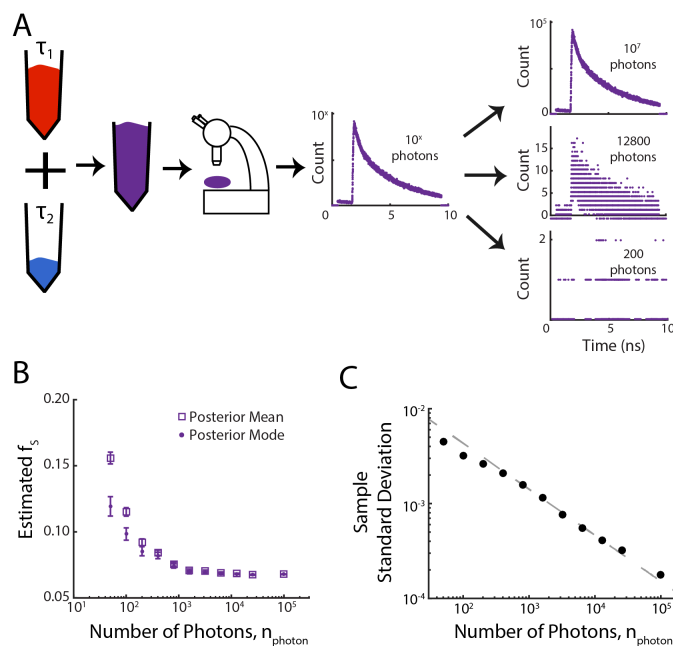 A
τ1
τ2
Count
10^x
10^x
photons
0
5
10
Count
10^5
0
10^7
photons
Count
15
10
5
0
12800
photons
Count
2
0
200
photons
0
5
10
Time (ns)
B
Estimated fs
0.20
0.15
0.10
0.05
Posterior Mean
Posterior Mode
10^1
10^2
10^3
10^4
10^5
Number of Photons, nphoton
C
Sample
Standard Deviation
10^-2
10^-3
10^-4
10^2
10^3
10^4
10^5
Number of Photons, nphoton